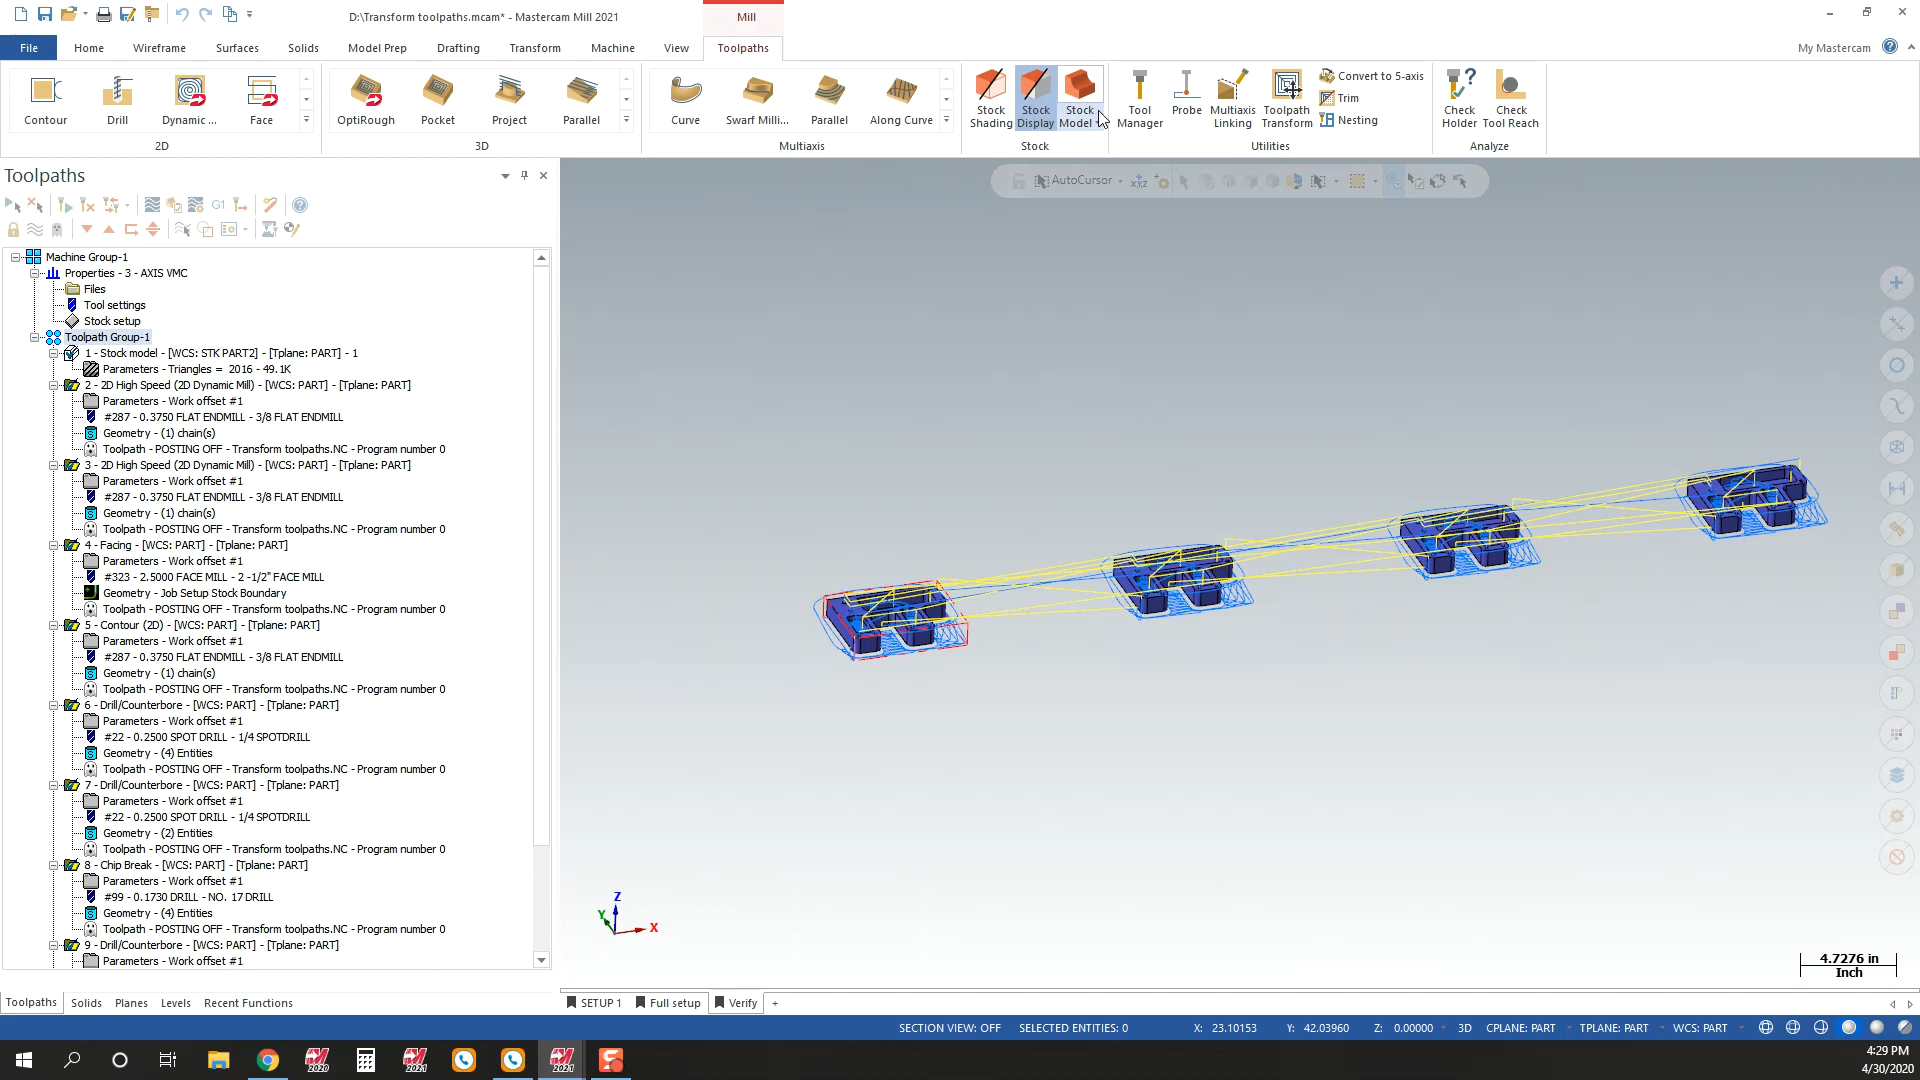 D:\Transform toolpaths.mcam* - Mastercam Mill 2021
Mill
File
Home
Wireframe
Surfaces
Solids
Model Prep
Drafting
Transform
Machine
View
Toolpaths
My Mastercam
Contour
Drill
Dynamic ...
Face
2D
OptiRough
Pocket
Project
Parallel
3D
Curve
Swarf Milli...
Parallel
Along Curve
Multiaxis
Stock Shading
Stock Display
Stock Model
Stock
Tool Manager
Probe
Multiaxis Linking
Toolpath Transform
Convert to 5-axis
Trim
Nesting
Utilities
Check Holder
Check Tool Reach
Analyze
Toolpaths
G1
AutoCursor
Machine Group-1
Properties - 3 - AXIS VMC
Files
Tool settings
Stock setup
Toolpath Group-1
1 - Stock model - [WCS: STK PART2] - [Tplane: PART] - 1
Parameters - Triangles = 2016 - 49.1K
2 - 2D High Speed (2D Dynamic Mill) - [WCS: PART] - [Tplane: PART]
Parameters - Work offset #1
#287 - 0.3750 FLAT ENDMILL - 3/8 FLAT ENDMILL
Geometry - (1) chain(s)
Toolpath - POSTING OFF - Transform toolpaths.NC - Program number 0
3 - 2D High Speed (2D Dynamic Mill) - [WCS: PART] - [Tplane: PART]
Parameters - Work offset #1
#287 - 0.3750 FLAT ENDMILL - 3/8 FLAT ENDMILL
Geometry - (1) chain(s)
Toolpath - POSTING OFF - Transform toolpaths.NC - Program number 0
4 - Facing - [WCS: PART] - [Tplane: PART]
Parameters - Work offset #1
#323 - 2.5000 FACE MILL - 2 -1/2" FACE MILL
Geometry - Job Setup Stock Boundary
Toolpath - POSTING OFF - Transform toolpaths.NC - Program number 0
5 - Contour (2D) - [WCS: PART] - [Tplane: PART]
Parameters - Work offset #1
#287 - 0.3750 FLAT ENDMILL - 3/8 FLAT ENDMILL
Geometry - (1) chain(s)
Toolpath - POSTING OFF - Transform toolpaths.NC - Program number 0
6 - Drill/Counterbore - [WCS: PART] - [Tplane: PART]
Parameters - Work offset #1
#22 - 0.2500 SPOT DRILL - 1/4 SPOTDRILL
Geometry - (4) Entities
Toolpath - POSTING OFF - Transform toolpaths.NC - Program number 0
7 - Drill/Counterbore - [WCS: PART] - [Tplane: PART]
Parameters - Work offset #1
#22 - 0.2500 SPOT DRILL - 1/4 SPOTDRILL
Geometry - (2) Entities
Toolpath - POSTING OFF - Transform toolpaths.NC - Program number 0
8 - Chip Break - [WCS: PART] - [Tplane: PART]
Parameters - Work offset #1
#99 - 0.1730 DRILL - NO. 17 DRILL
Geometry - (4) Entities
Toolpath - POSTING OFF - Transform toolpaths.NC - Program number 0
9 - Drill/Counterbore - [WCS: PART] - [Tplane: PART]
Parameters - Work offset #1
Z
Y
X
4.7276 in
Inch
Toolpaths
Solids
Planes
Levels
Recent Functions
SETUP 1
Full setup
Verify
+
SECTION VIEW: OFF
SELECTED ENTITIES: 0
X: 23.10153
Y: 42.03960
Z: 0.00000
3D
CPLANE: PART
TPLANE: PART
WCS: PART
2020
2021
2021
4:29 PM
4/30/2020